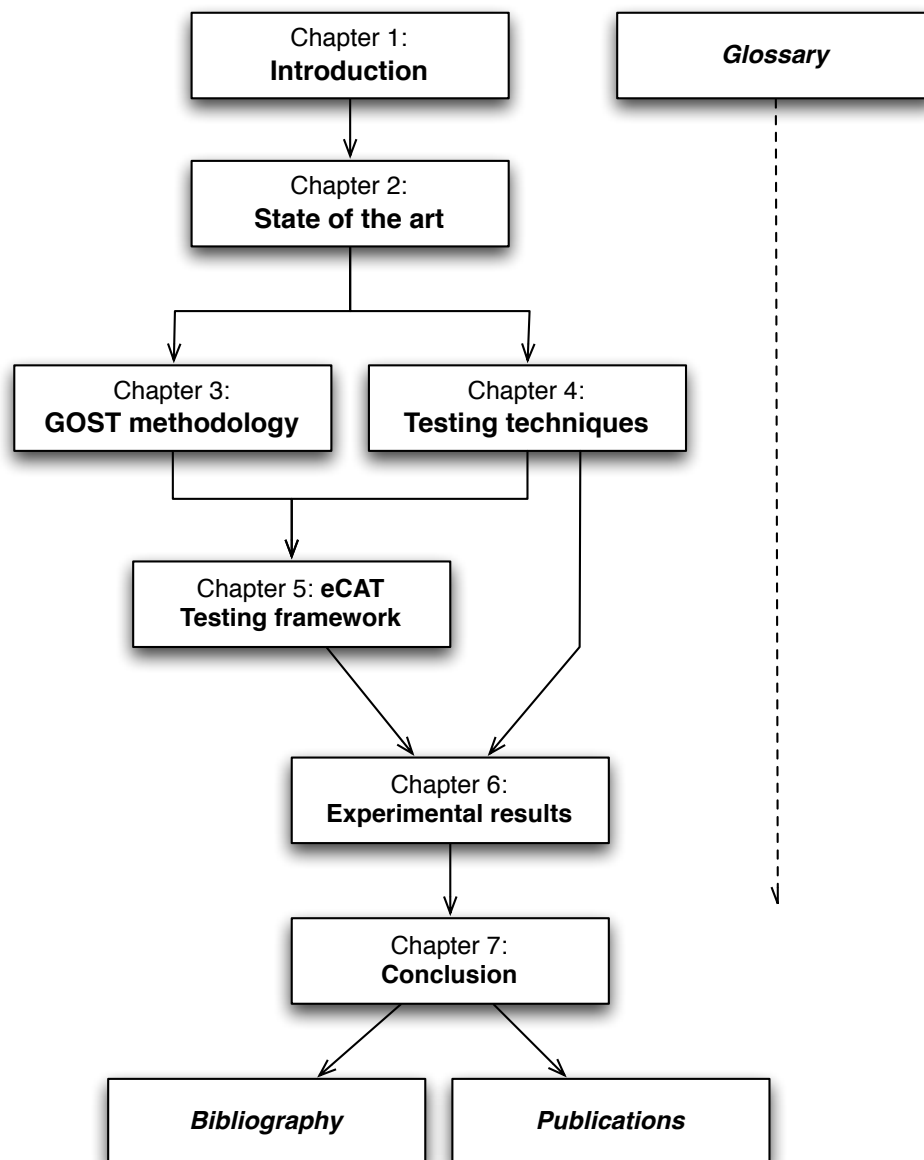 Chapter 1:
Introduction
Glossary
Chapter 2:
State of the art
Chapter 3:
GOST methodology
Chapter 4:
Testing techniques
Chapter 5: eCAT
Testing framework
Chapter 6:
Experimental results
Chapter 7:
Conclusion
Bibliography
Publications